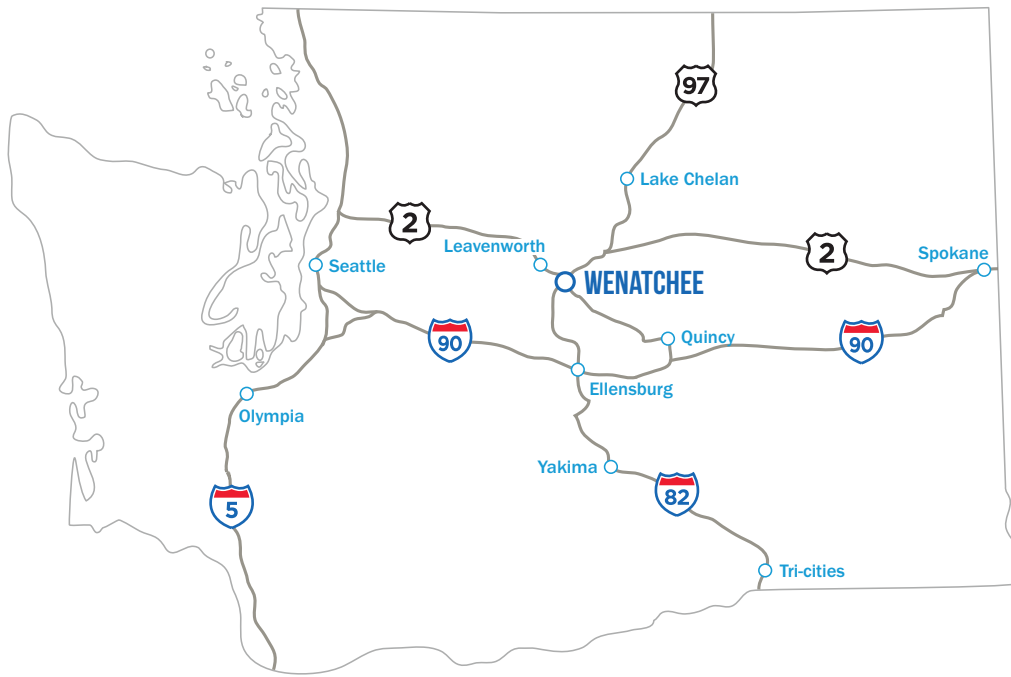 97
Lake Chelan
2
Leavenworth
2
Spokane
Seattle
WENATCHEE
90
Quincy
90
Ellensburg
Olympia
Yakima
82
5
Tri-cities